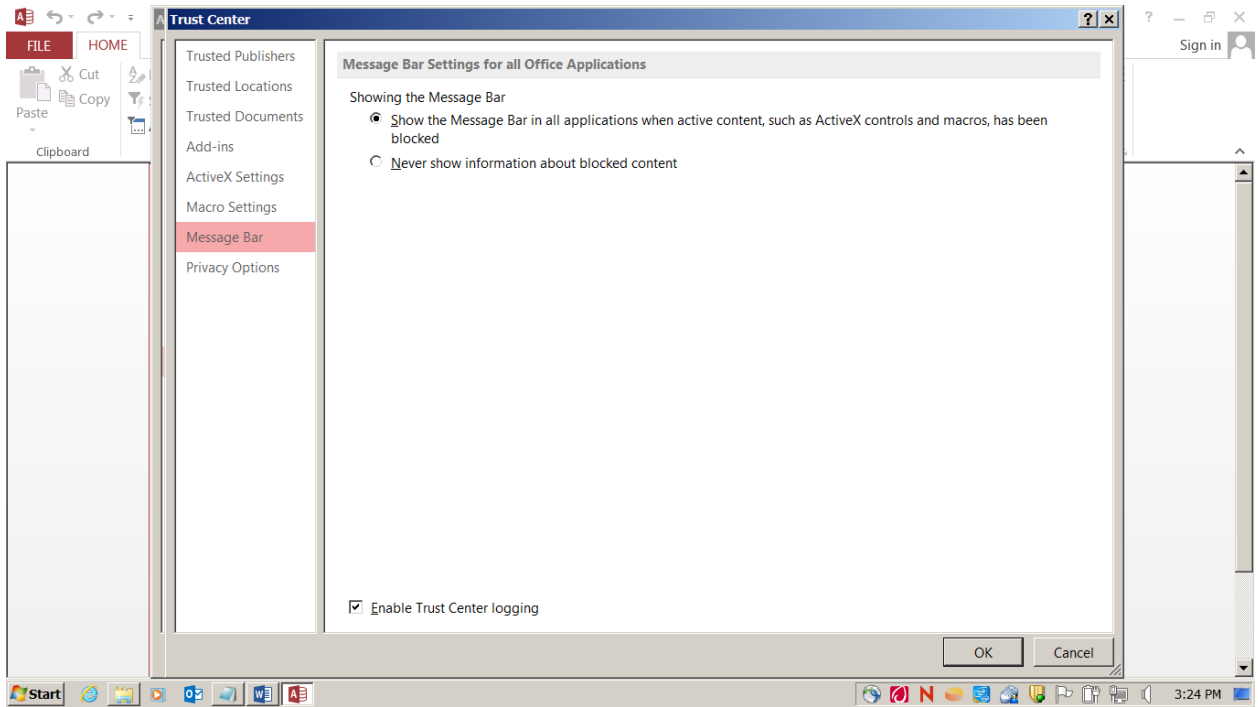 Trust Center
?
Sign in
FILE
HOME
Cut
Copy
Paste
Clipboard
Trusted Publishers
Trusted Locations
Trusted Documents
Add-ins
ActiveX Settings
Macro Settings
Message Bar
Privacy Options
Message Bar Settings for all Office Applications
Showing the Message Bar
Show the Message Bar in all applications when active content, such as ActiveX controls and macros, has been
blocked
Never show information about blocked content
Enable Trust Center logging
OK
Cancel
Start
3:24 PM